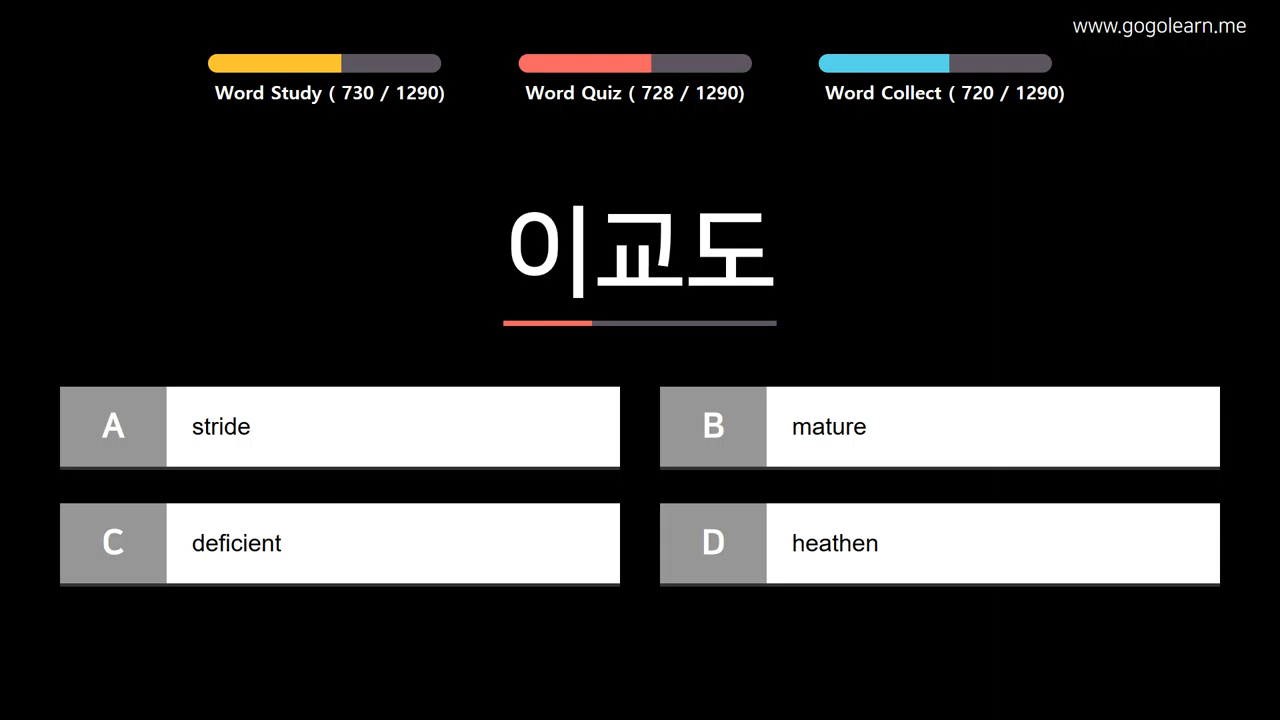 www.gogolearn.me
Word Study ( 730 / 1290)
Word Quiz ( 728 / 1290)
Word Collect ( 720 / 1290)
이교도
A stride
B mature
C deficient
D heathen